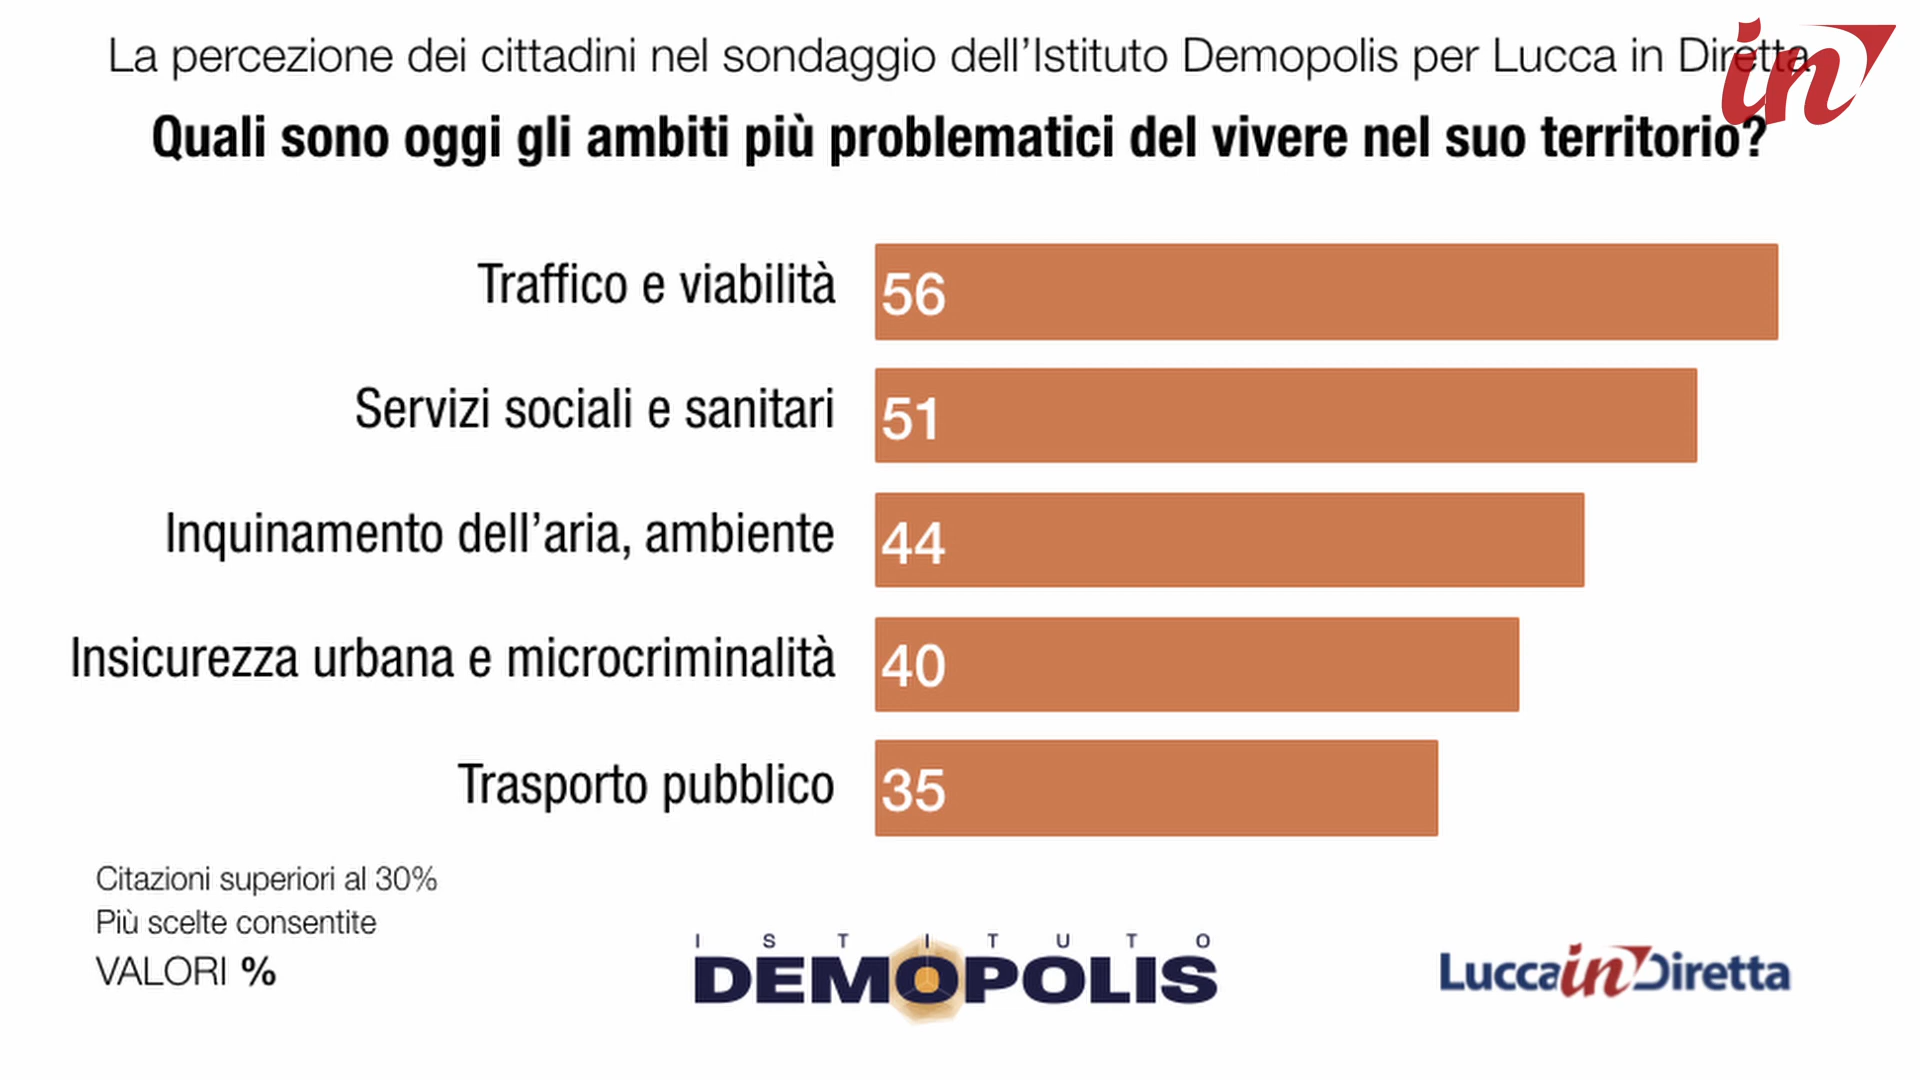 La percezione dei cittadini nel sondaggio dell’Istituto Demopolis per Lucca in Diretta
in
Quali sono oggi gli ambiti più problematici del vivere nel suo territorio?
Traffico e viabilità 56
Servizi sociali e sanitari 51
Inquinamento dell’aria, ambiente 44
Insicurezza urbana e microcriminalità 40
Trasporto pubblico 35
Citazioni superiori al 30%
Più scelte consentite
VALORI %
ISTITUTO
DEMOPOLIS
LuccainDiretta